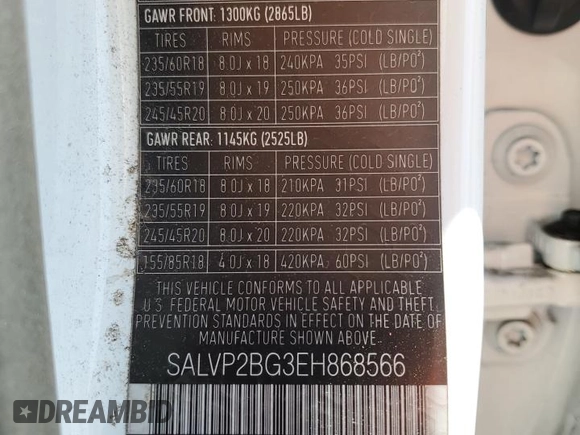 GAWR FRONT: 1300KG (2865LB)
TIRES RIMS PRESSURE (COLD SINGLE)
235/60R18 8.0J x 18 240KPA 35PSI (LB/PO²)
235/55R19 8.0J x 19 250KPA 36PSI (LB/PO²)
245/45R20 8.0J x 20 250KPA 36PSI (LB/PO²)
GAWR REAR: 1145KG (2525LB)
TIRES RIMS PRESSURE (COLD SINGLE)
235/60R18 8.0J x 18 210KPA 31PSI (LB/PO²)
235/55R19 8.0J x 19 220KPA 32PSI (LB/PO²)
245/45R20 8.0J x 20 220KPA 32PSI (LB/PO²)
155/85R18 4.0J x 18 420KPA 60PSI (LB/PO²)
THIS VEHICLE CONFORMS TO ALL APPLICABLE
U.S. FEDERAL MOTOR VEHICLE SAFETY AND THEFT
PREVENTION STANDARDS IN EFFECT ON THE DATE OF
MANUFACTURE SHOWN ABOVE.
SALVP2BG3EH868566
DREAMBID